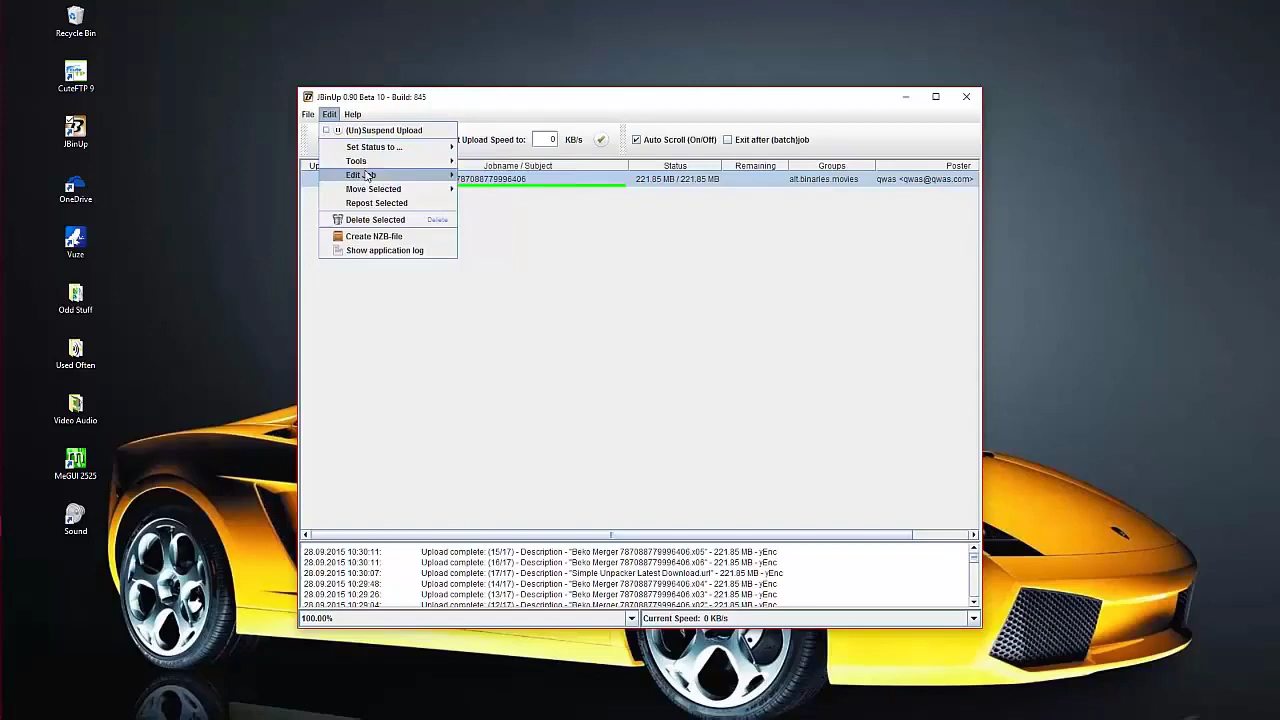 Recycle Bin
CuteFTP 9
JBinUp
OneDrive
Vuze
Odd Stuff
Used Often
Video Audio
MeGUI 2525
Sound
JBinUp 0.90 Beta 10 - Build: 845
File Edit Help
(Un)Suspend Upload
Set Status to ...
Tools
Edit Job
Move Selected
Repost Selected
Delete Selected Delete
Create NZB-file
Show application log
Upload Speed to: 0 KB/s Auto Scroll (On/Off) Exit after (batch)job
Up Jobname / Subject Status Remaining Groups Poster
787088779996406 221.85 MB / 221.85 MB alt.binaries.movies qwas <qwas@qwas.com>
28.09.2015 10:30:11: Upload complete: (15/17) - Description - "Beko Merger 787088779996406.x05" - 221.85 MB - yEnc
28.09.2015 10:30:11: Upload complete: (16/17) - Description - "Beko Merger 787088779996406.x06" - 221.85 MB - yEnc
28.09.2015 10:30:07: Upload complete: (17/17) - Description - "Simple Unpacker Latest Download.url" - 221.85 MB - yEnc
28.09.2015 10:29:48: Upload complete: (14/17) - Description - "Beko Merger 787088779996406.x04" - 221.85 MB - yEnc
28.09.2015 10:29:26: Upload complete: (13/17) - Description - "Beko Merger 787088779996406.x03" - 221.85 MB - yEnc
28.09.2015 10:29:04: Upload complete: (12/17) - Description - "Beko Merger 787088779996406.x02" - 221.85 MB - yEnc
100.00% Current Speed: 0 KB/s